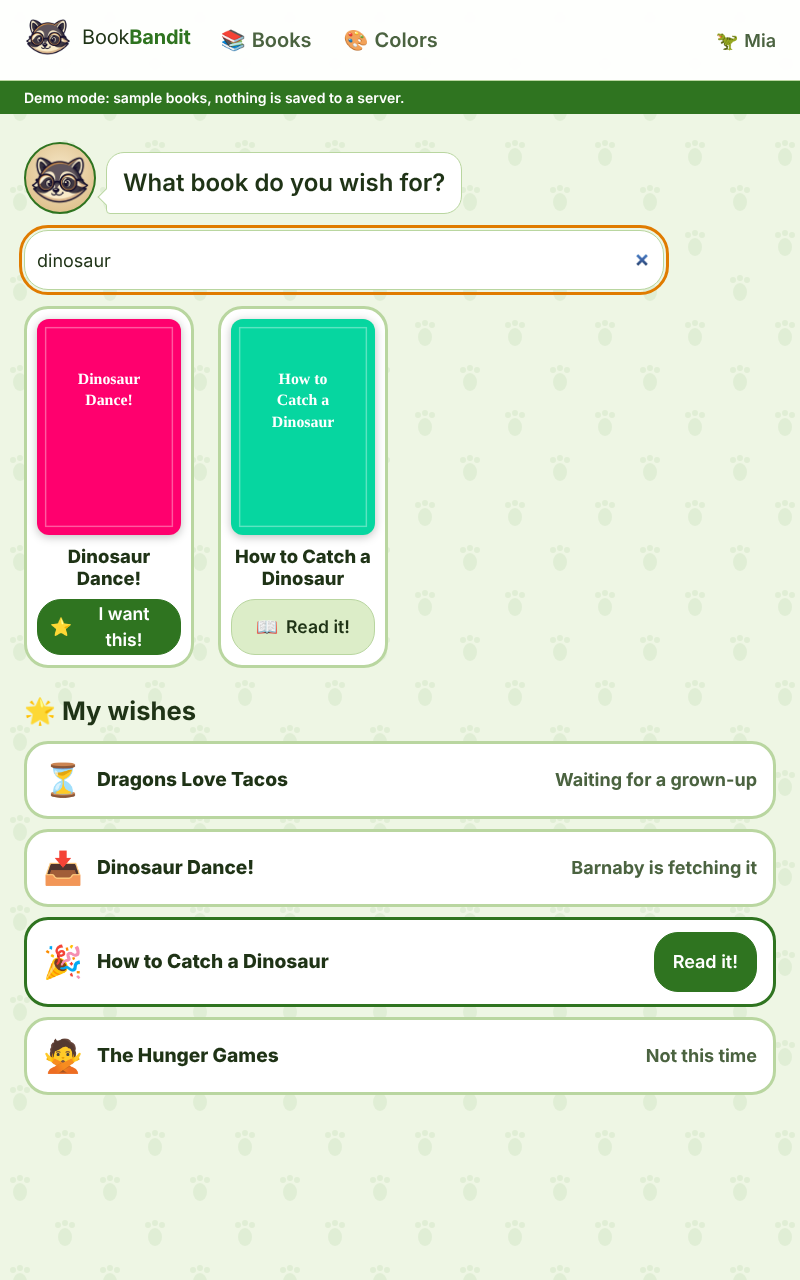 BookBandit
📚 Books
🎨 Colors
🦖 Mia
Demo mode: sample books, nothing is saved to a server.
What book do you wish for?
dinosaur
×
Dinosaur
Dance!
How to
Catch a
Dinosaur
Dinosaur
Dance!
How to Catch a
Dinosaur
⭐ I want
this!
📖 Read it!
🌟 My wishes
⏳ Dragons Love Tacos
Waiting for a grown-up
📥 Dinosaur Dance!
Barnaby is fetching it
🎉 How to Catch a Dinosaur
Read it!
🙅 The Hunger Games
Not this time